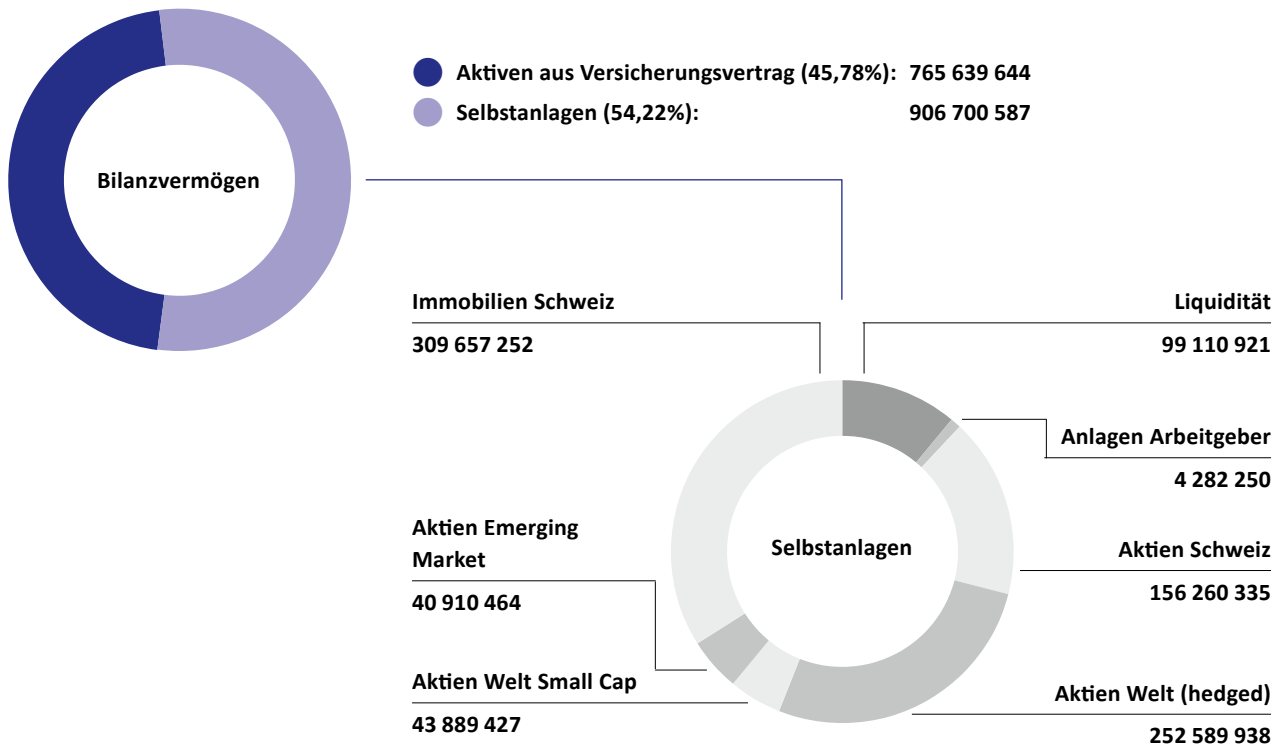 Aktiven aus Versicherungsvertrag (45,78%): 765 639 644
Selbstanlagen (54,22%): 906 700 587
Bilanzvermögen
Immobilien Schweiz
309 657 252
Liquidität
99 110 921
Anlagen Arbeitgeber
4 282 250
Aktien Emerging
Market
40 910 464
Selbstanlagen
Aktien Schweiz
156 260 335
Aktien Welt Small Cap
43 889 427
Aktien Welt (hedged)
252 589 938